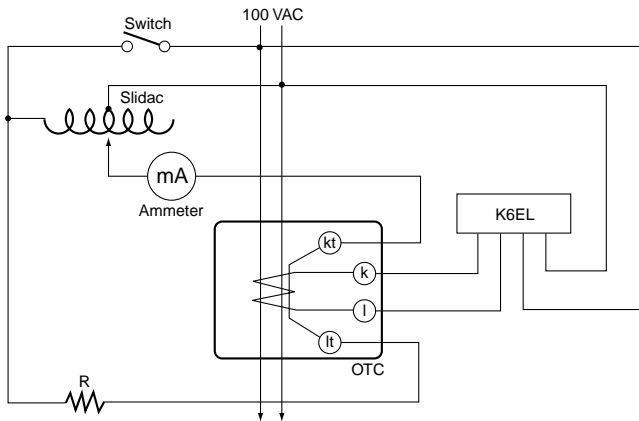 100 VAC
Switch
Slidac
mA
Ammeter
K6EL
kt
k
l
lt
OTC
R